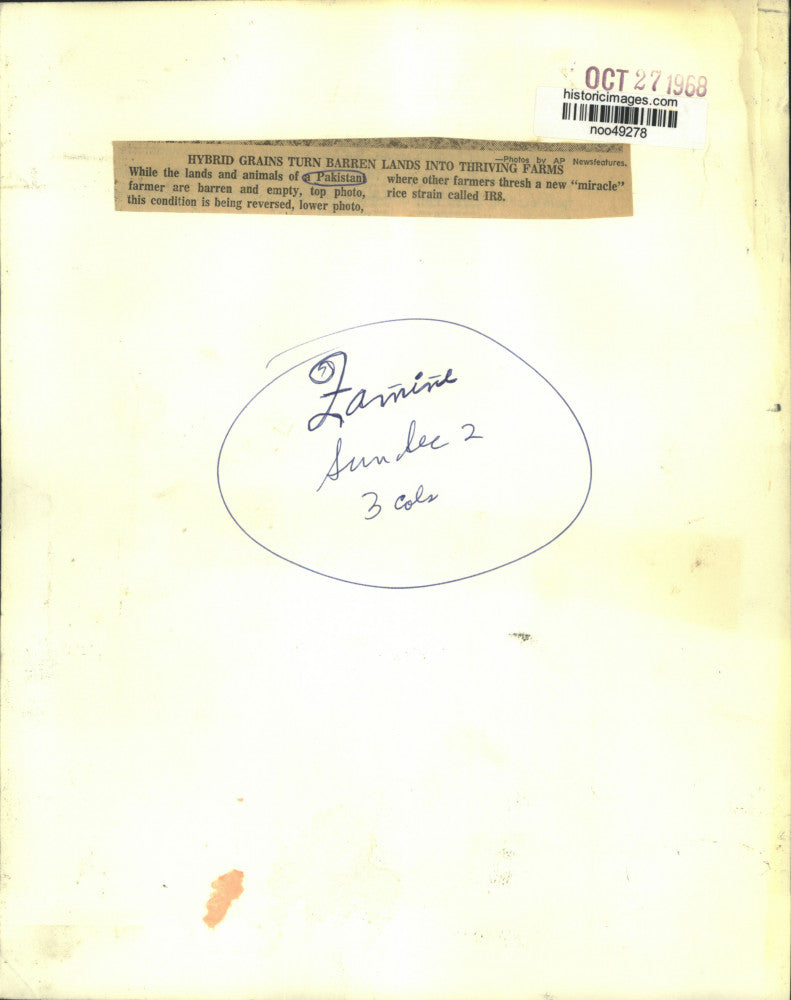 OCT 27 1968
historicimages.com
noo49278
—Photos by AP Newsfeatures.
HYBRID GRAINS TURN BARREN LANDS INTO THRIVING FARMS
While the lands and animals of a Pakistani
farmer are barren and empty, top photo,
this condition is being reversed, lower photo,
where other farmers thresh a new "miracle"
rice strain called IR8.
Famine
Sun dec 2
3 cols